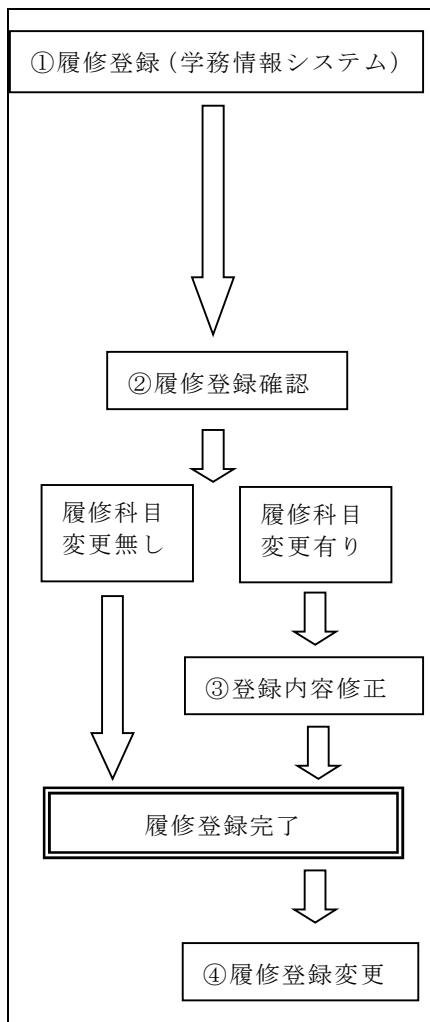 ①履修登録(学務情報システム)
②履修登録確認
履修科目
変更無し
履修科目
変更有り
③登録内容修正
履修登録完了
④履修登録変更